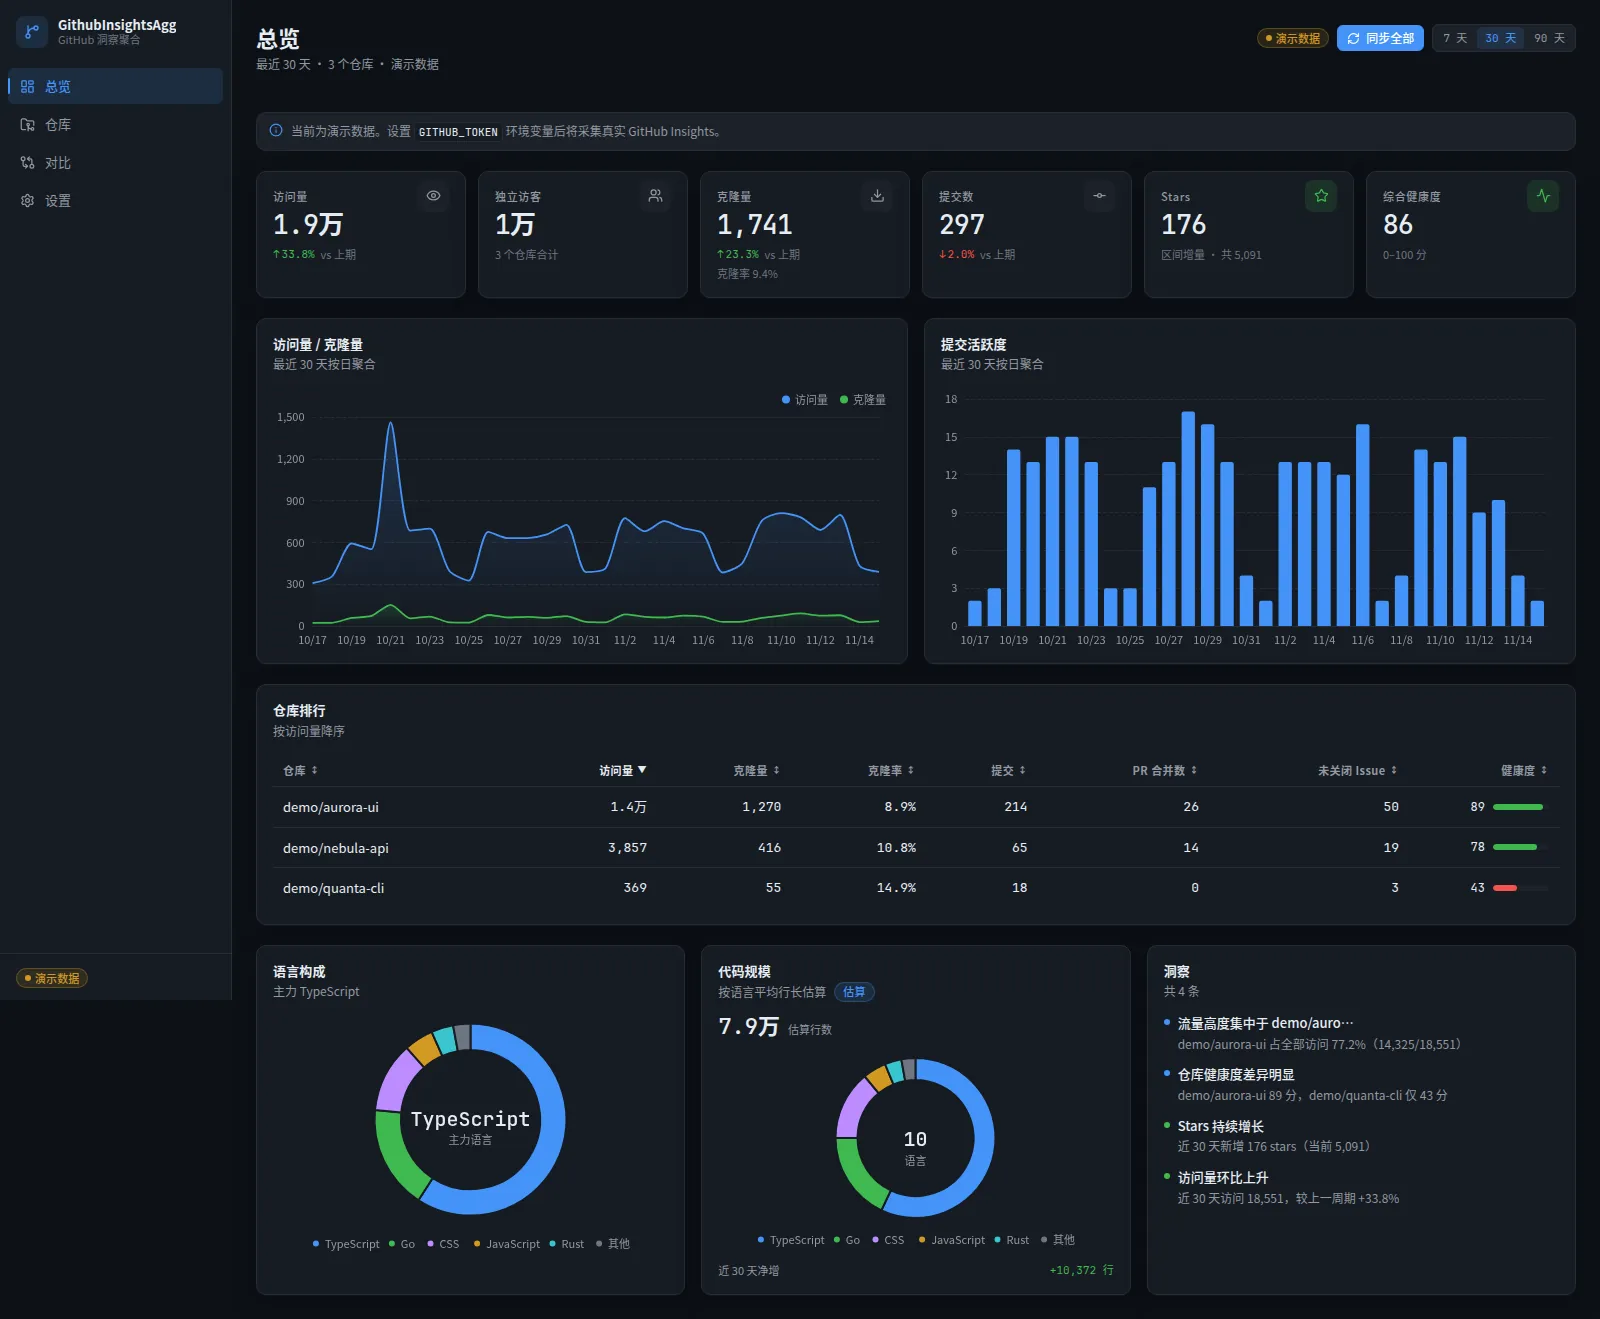 GithubInsightsAgg
GitHub 洞察聚合
总览
仓库
对比
设置
演示数据
总览
最近 30 天 • 3 个仓库 • 演示数据
演示数据
同步全部
7 天 30 天 90 天
当前为演示数据。设置 GITHUB_TOKEN 环境变量后将采集真实 GitHub Insights。
访问量
1.9万
↑33.8% vs 上期
独立访客
1万
3 个仓库合计
克隆量
1,741
↑23.3% vs 上期
克隆率 9.4%
提交数
297
↓2.0% vs 上期
Stars
176
区间增量 • 共 5,091
综合健康度
86
0–100 分
访问量 / 克隆量
最近 30 天按日聚合
访问量 克隆量
1,500
1,200
900
600
300
0
10/17 10/19 10/21 10/23 10/25 10/27 10/29 10/31 11/2 11/4 11/6 11/8 11/10 11/12 11/14
提交活跃度
最近 30 天按日聚合
18
15
12
9
6
3
0
10/17 10/19 10/21 10/23 10/25 10/27 10/29 10/31 11/2 11/4 11/6 11/8 11/10 11/12 11/14
仓库排行
按访问量降序
仓库 ↕ 访问量 ▼ 克隆量 ↕ 克隆率 ↕ 提交 ↕ PR 合并数 ↕ 未关闭 Issue ↕ 健康度 ↕
demo/aurora-ui 1.4万 1,270 8.9% 214 26 50 89
demo/nebula-api 3,857 416 10.8% 65 14 19 78
demo/quanta-cli 369 55 14.9% 18 0 3 43
语言构成
主力 TypeScript
TypeScript
主力语言
TypeScript Go CSS JavaScript Rust 其他
代码规模
按语言平均行长估算 估算
7.9万 估算行数
10
语言
TypeScript Go CSS JavaScript Rust 其他
近 30 天净增 +10,372 行
洞察
共 4 条
流量高度集中于 demo/auro…
demo/aurora-ui 占全部访问 77.2%（14,325/18,551）
仓库健康度差异明显
demo/aurora-ui 89 分，demo/quanta-cli 仅 43 分
Stars 持续增长
近 30 天新增 176 stars（当前 5,091）
访问量环比上升
近 30 天访问 18,551，较上一周期 +33.8%